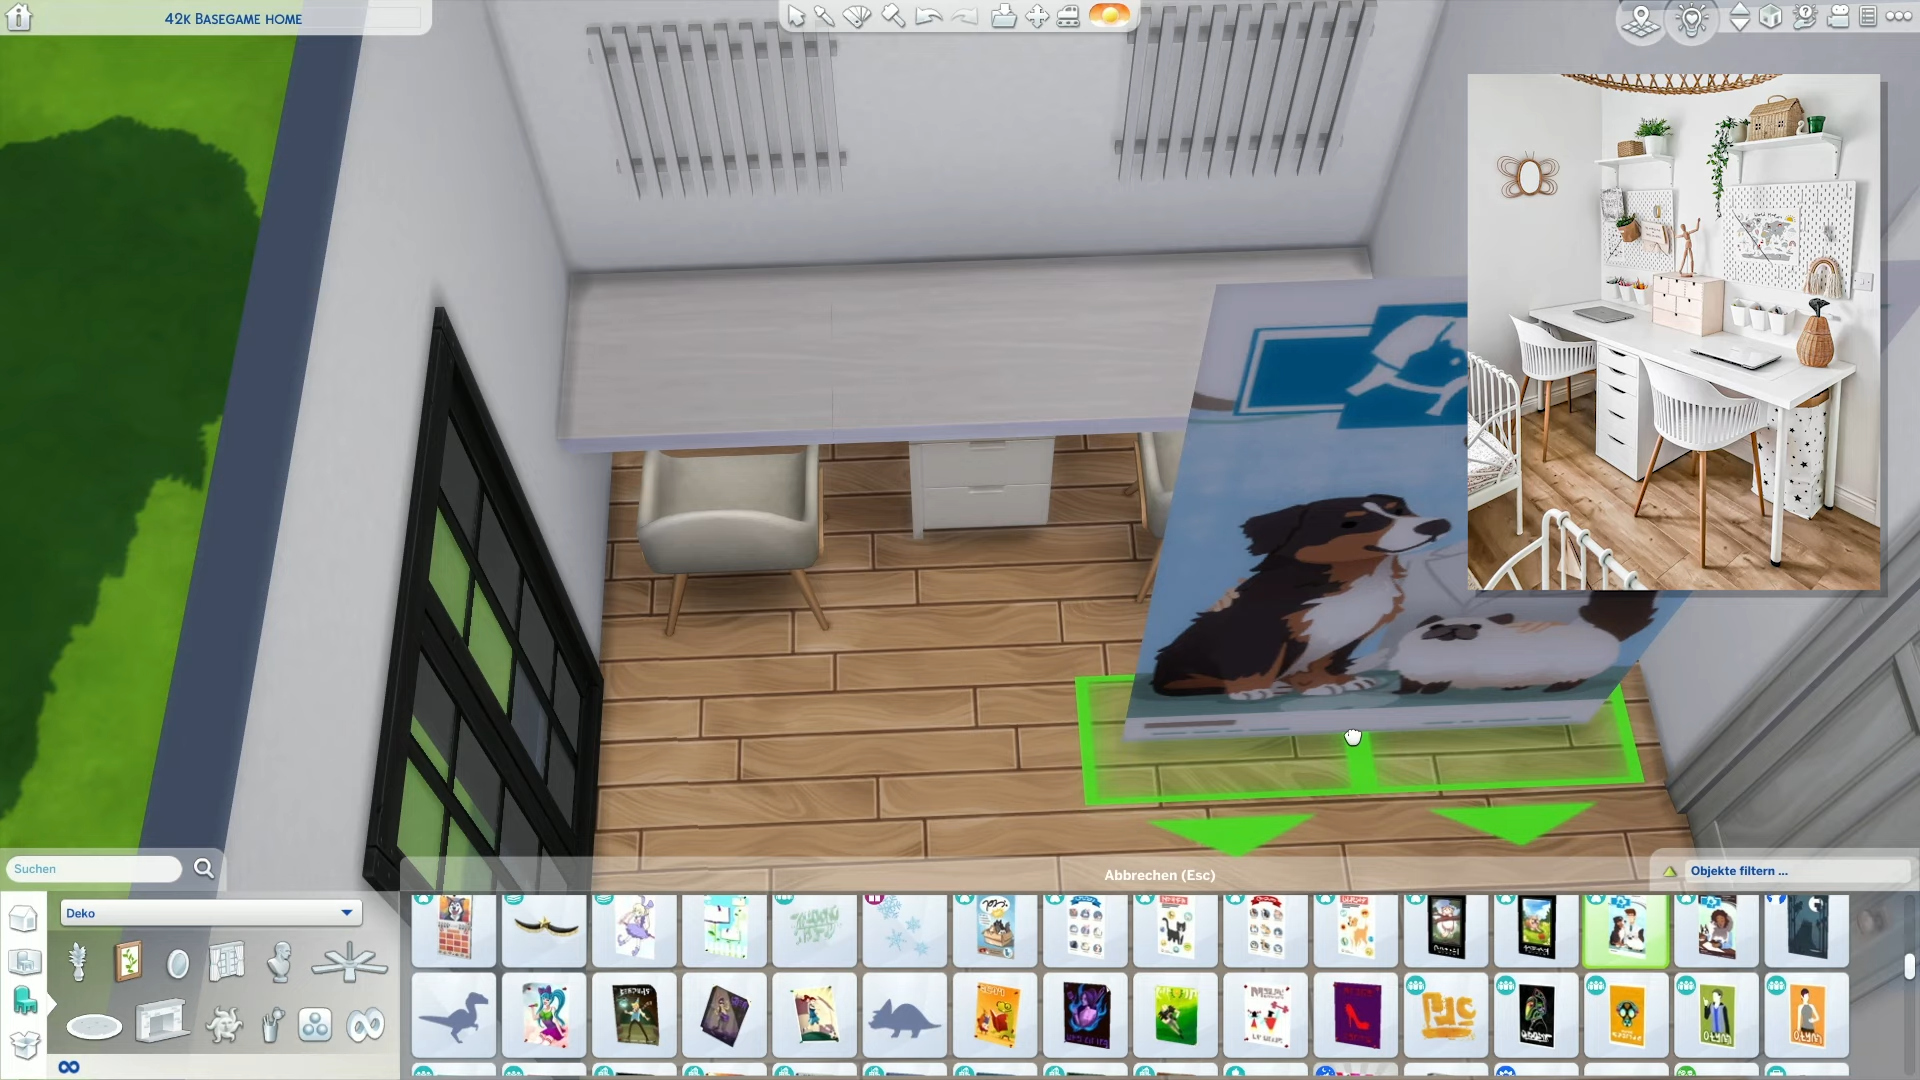 42k Basegame home
Suchen
Abbrechen (Esc)
Objekte filtern ...
Deko